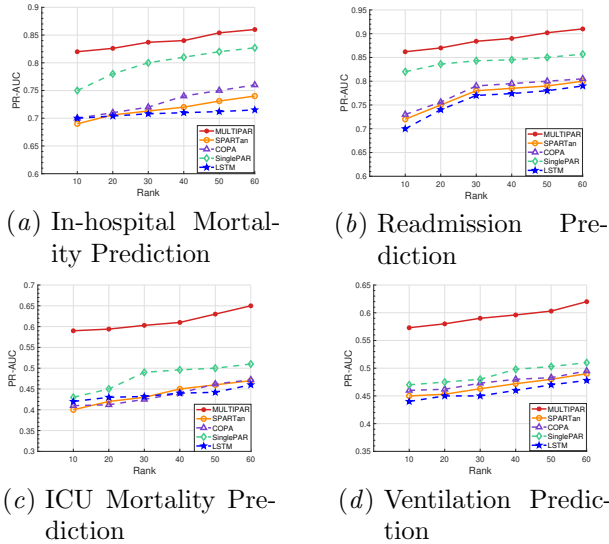 0.9
0.85
0.8
0.75
0.7
0.65
0.6
PR-AUC
10 20 30 40 50 60
Rank
MULTIPAR
SPARTan
COPA
SinglePAR
LSTM
(a) In-hospital Mortal-
ity Prediction
0.95
0.9
0.85
0.8
0.75
0.7
0.65
0.6
PR-AUC
10 20 30 40 50 60
Rank
MULTIPAR
SPARTan
COPA
SinglePAR
LSTM
(b) Readmission Pre-
diction
0.7
0.65
0.6
0.55
0.5
0.45
0.4
0.35
0.3
PR-AUC
10 20 30 40 50 60
Rank
MULTIPAR
SPARTan
COPA
SinglePAR
LSTM
(c) ICU Mortality Pre-
diction
0.65
0.6
0.55
0.5
0.45
0.4
0.35
PR-AUC
10 20 30 40 50 60
Rank
MULTIPAR
SPARTan
COPA
SinglePAR
LSTM
(d) Ventilation Predic-
tion